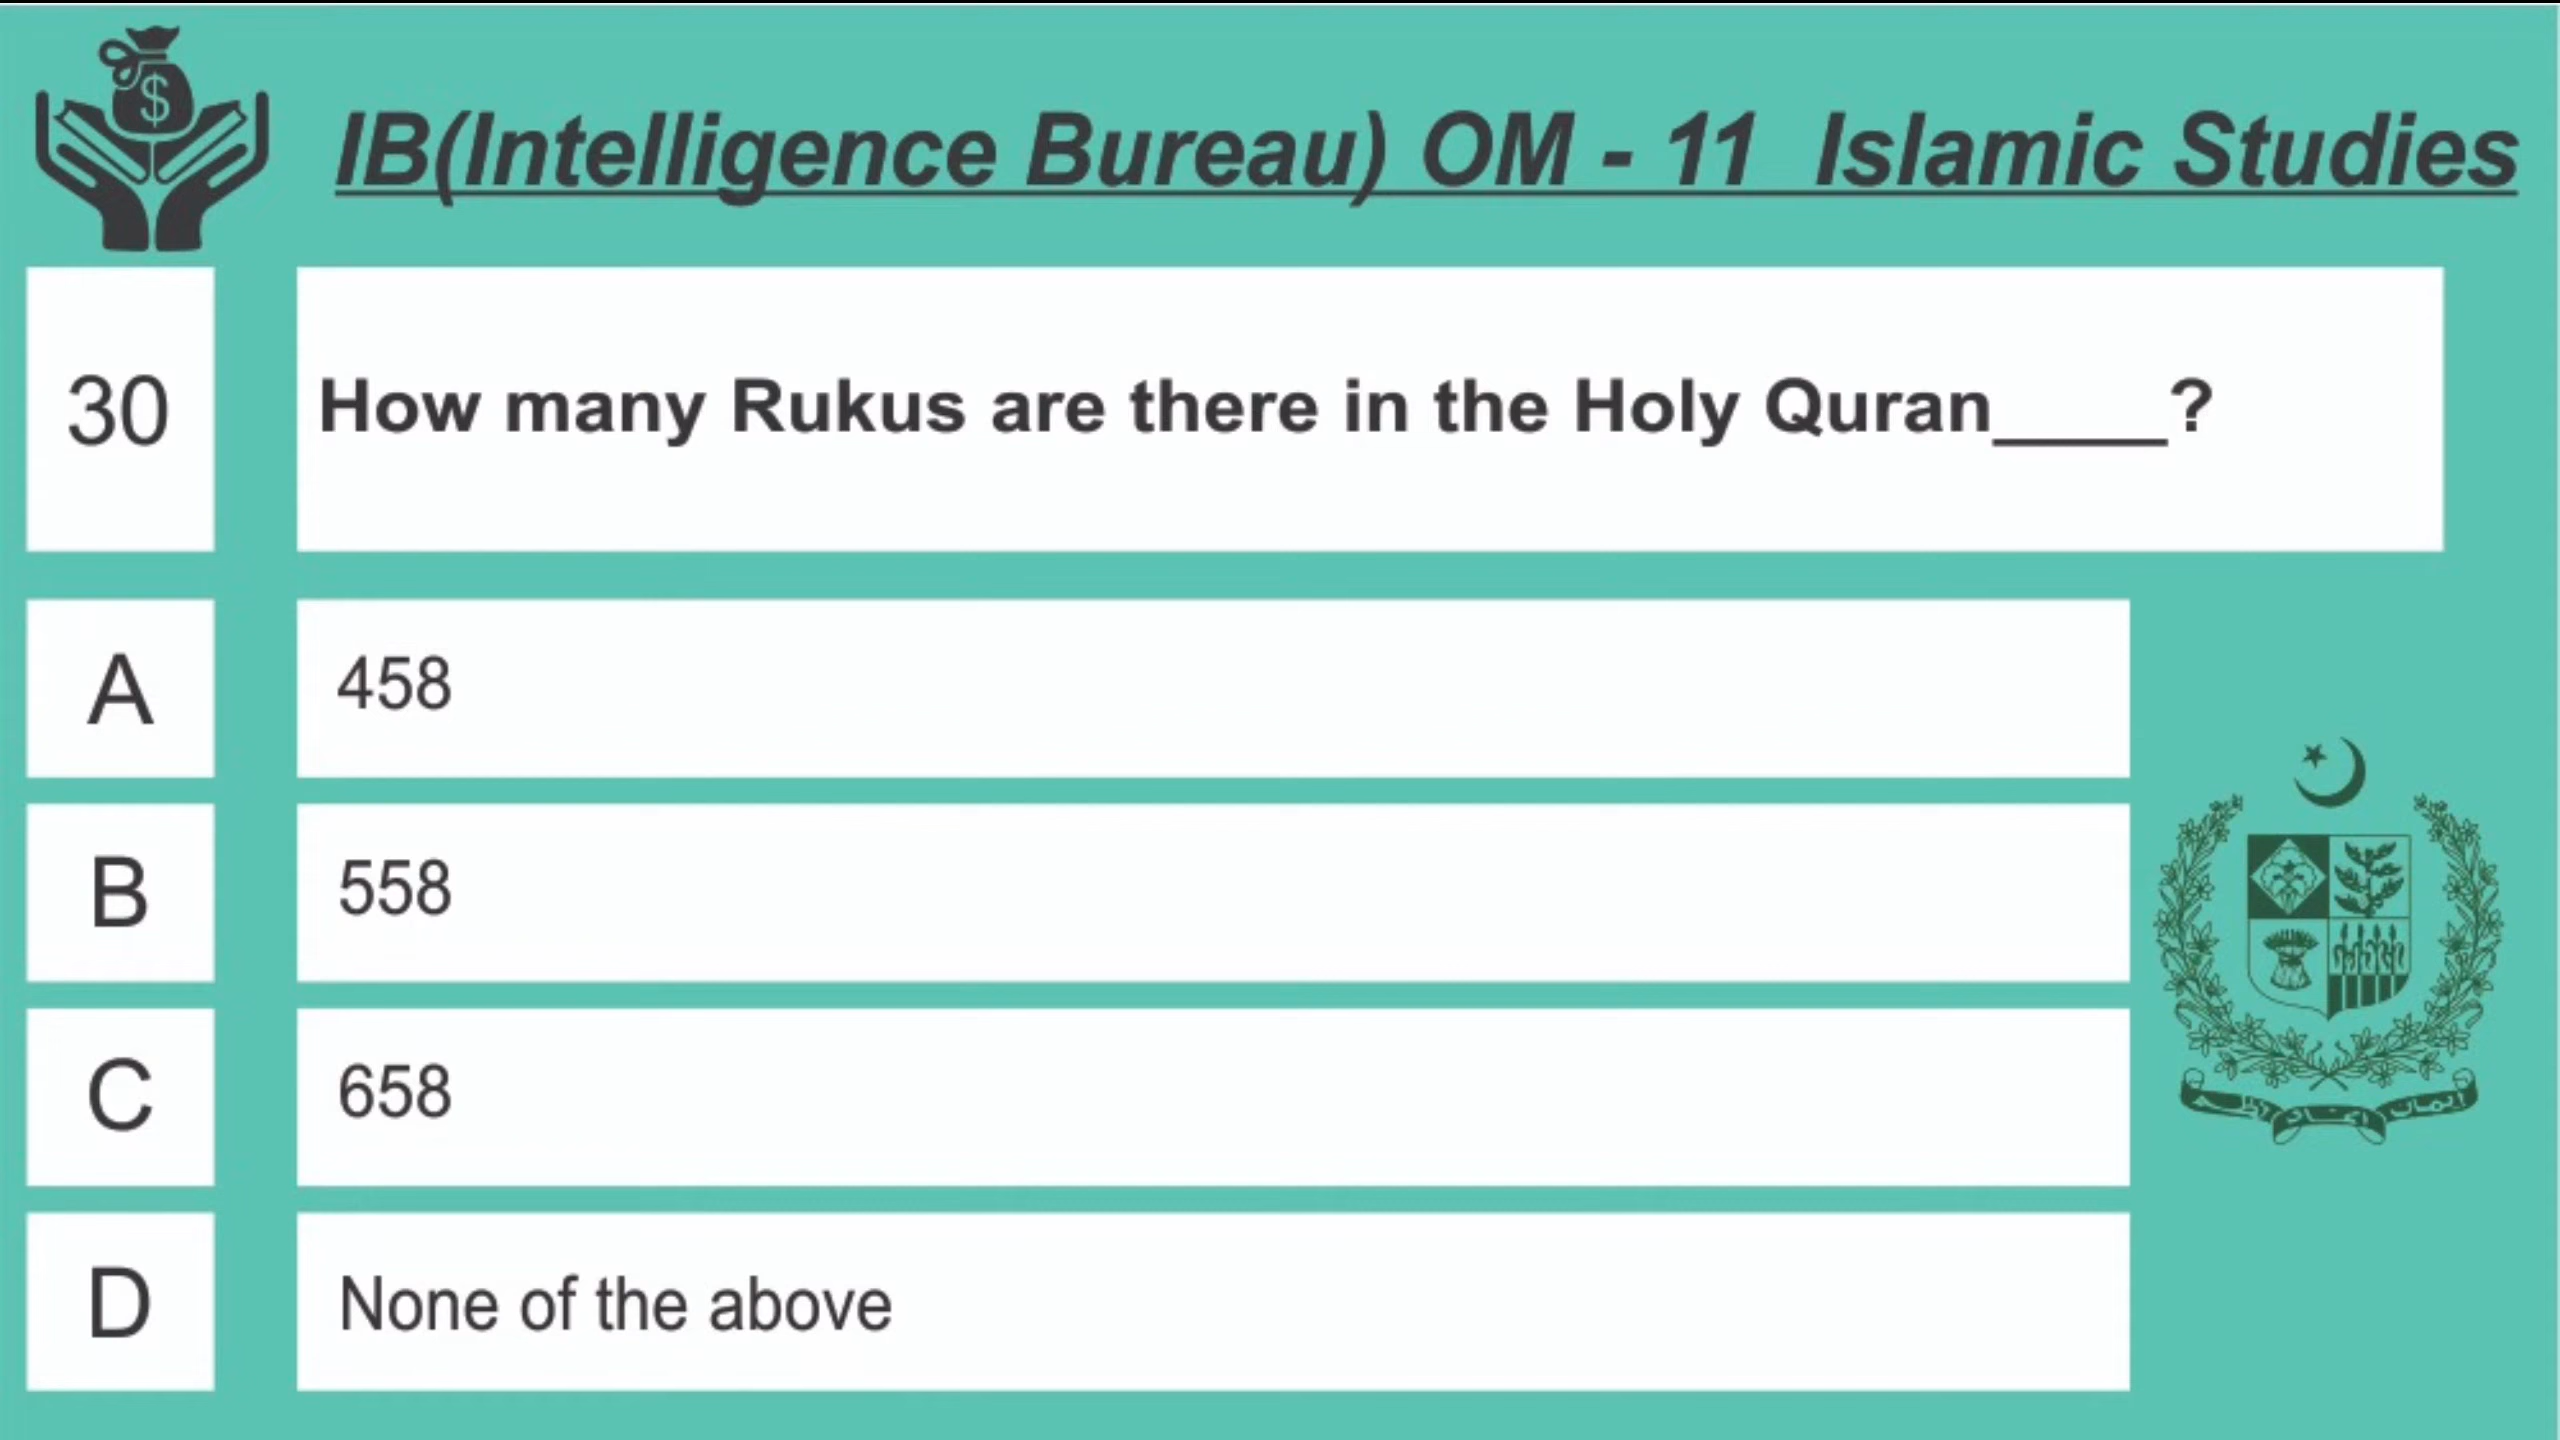 IB(Intelligence Bureau) OM - 11 Islamic Studies
30
How many Rukus are there in the Holy Quran____?
A
458
B
558
C
658
D
None of the above
$